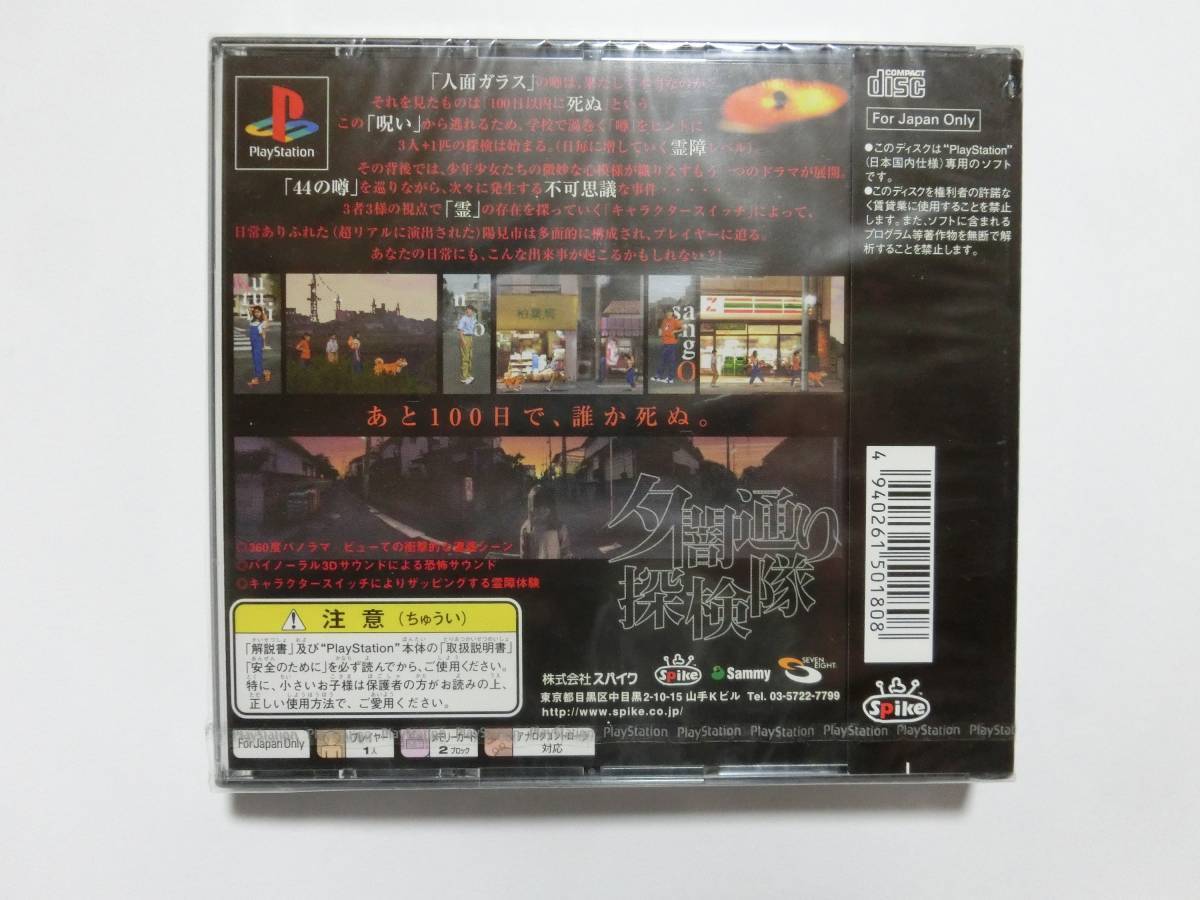 PlayStation
「人面ガラス」の噂は、果たして本当なのか?
それを見たものは「100日以内に死ぬ」という
この「呪い」から逃れるため、学校で渦巻く「噂」をヒントに
3人+1匹の探検は始まる。(日毎に増していく霊障レベル)。
その背後では、少年少女たちの微妙な心模様が織りなすもう一つのドラマが展開。
「44の噂」を巡りながら、次々に発生する不可思議な事件・・・・・
3者3様の視点で「霊」の存在を探っていく「キャラクタースイッチ」によって、
日常ありふれた(超リアルに演出された)陽見市は多面的に構成され、プレイヤーに迫る。
あなたの日常にも、こんな出来事が起こるかもしれない?!
柏葉堂
sa
ng
O
あと100日で、誰か死ぬ。
夕闇通り
探検隊
○360度パノラマ・ビューでの衝撃的な遭遇シーン
○バイノーラル3Dサウンドによる恐怖サウンド
○キャラクタースイッチによりザッピングする霊障体験
注意(ちゅうい)
「解説書」及び“PlayStation”本体の「取扱説明書」
「安全のために」を必ず読んでから、ご使用ください。
特に、小さいお子様は保護者の方がお読みの上、
正しい使用方法で、ご愛用ください。
株式会社スパイク Spike Sammy SEVEN EIGHT
東京都目黒区中目黒2-10-15 山手Kビル Tel. 03-5722-7799
http://www.spike.co.jp/
For Japan Only
プレイヤー
1人
メモリーカード
2ブロック
アナログコントローラ
対応
PlayStation PlayStation PlayStation PlayStation PlayStation
COMPACT
disc
For Japan Only
●このディスクは“PlayStation”
(日本国内仕様)専用のソフト
です。
●このディスクを権利者の許諾な
く賃貸業に使用することを禁止
します。また、ソフトに含まれる
プログラム等著作物を無断で解
析することを禁止します。
4 940261 501808
Spike